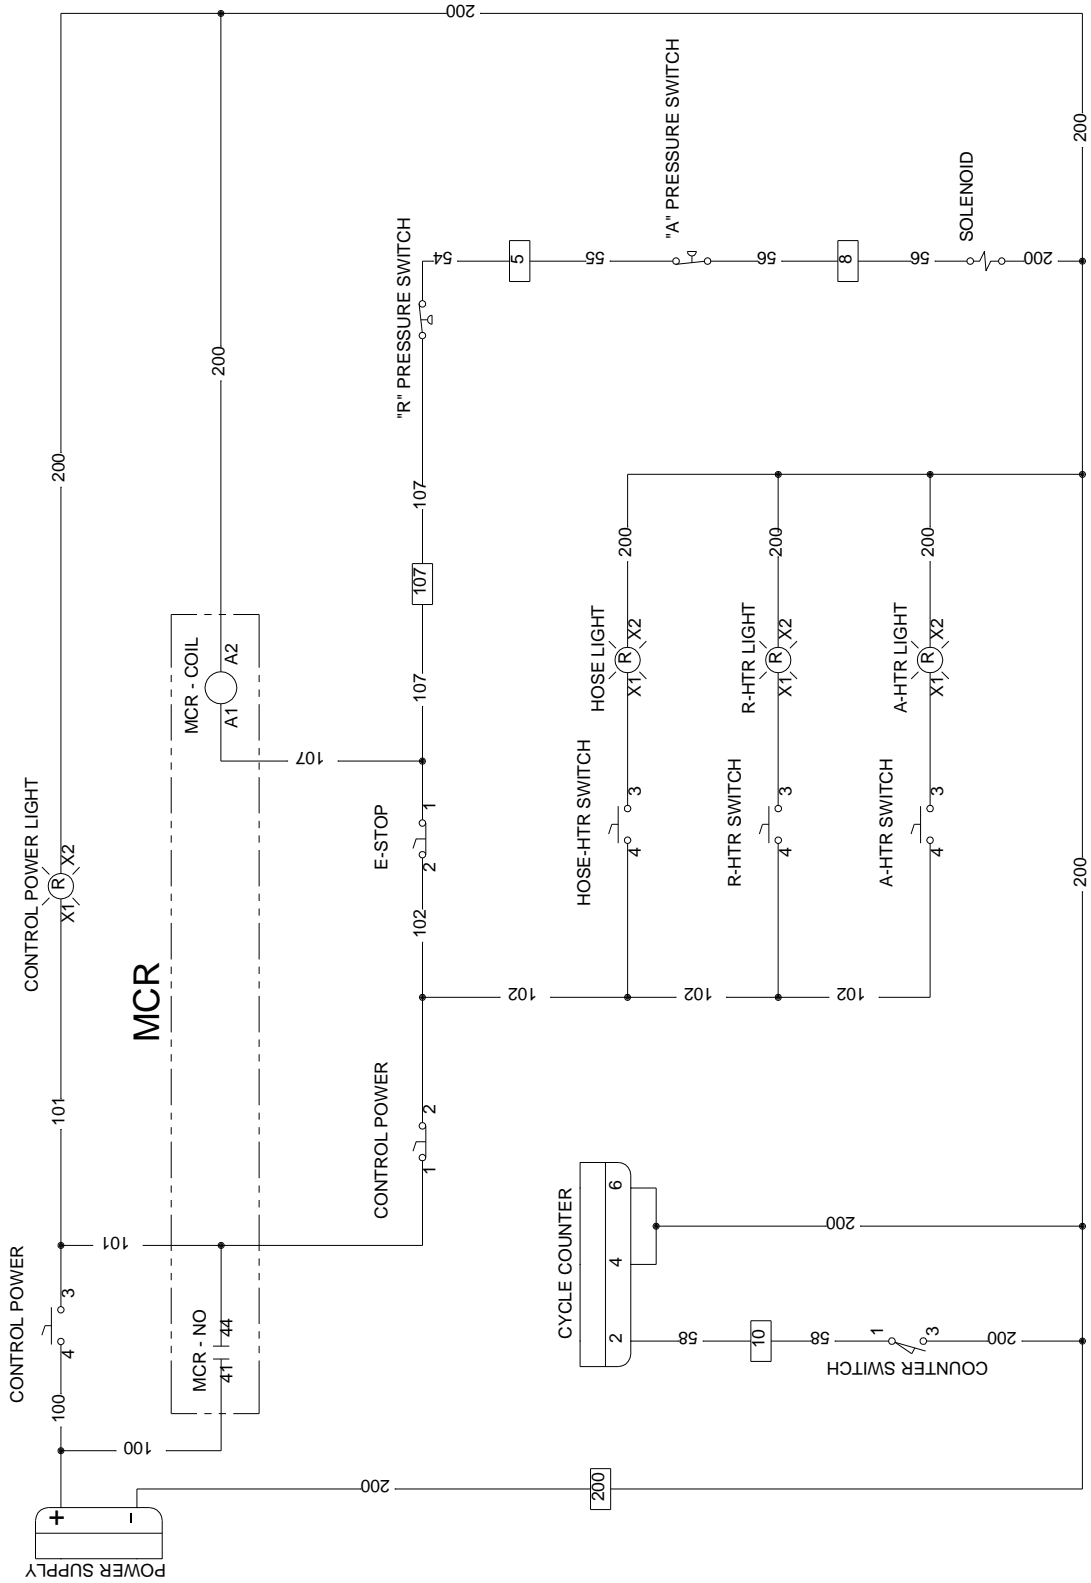 POWER SUPPLY
+
-
100
CONTROL POWER
4 3
101
CONTROL POWER LIGHT
X1 R X2
200
200
100
MCR
MCR - NO
41 44
MCR - COIL
A1 A2
200
101
CONTROL POWER
1 2
102
E-STOP
2 1
107
107
107
107
"R" PRESSURE SWITCH
54
5
55
"A" PRESSURE SWITCH
56
8
56
SOLENOID
200
102
HOSE-HTR SWITCH
4 3
HOSE LIGHT
X1 R X2
200
102
R-HTR SWITCH
4 3
R-HTR LIGHT
X1 R X2
200
102
A-HTR SWITCH
4 3
A-HTR LIGHT
X1 R X2
200
CYCLE COUNTER
2 4 6
58
10
58
1
3
COUNTER SWITCH
200
200
200
200
200
200